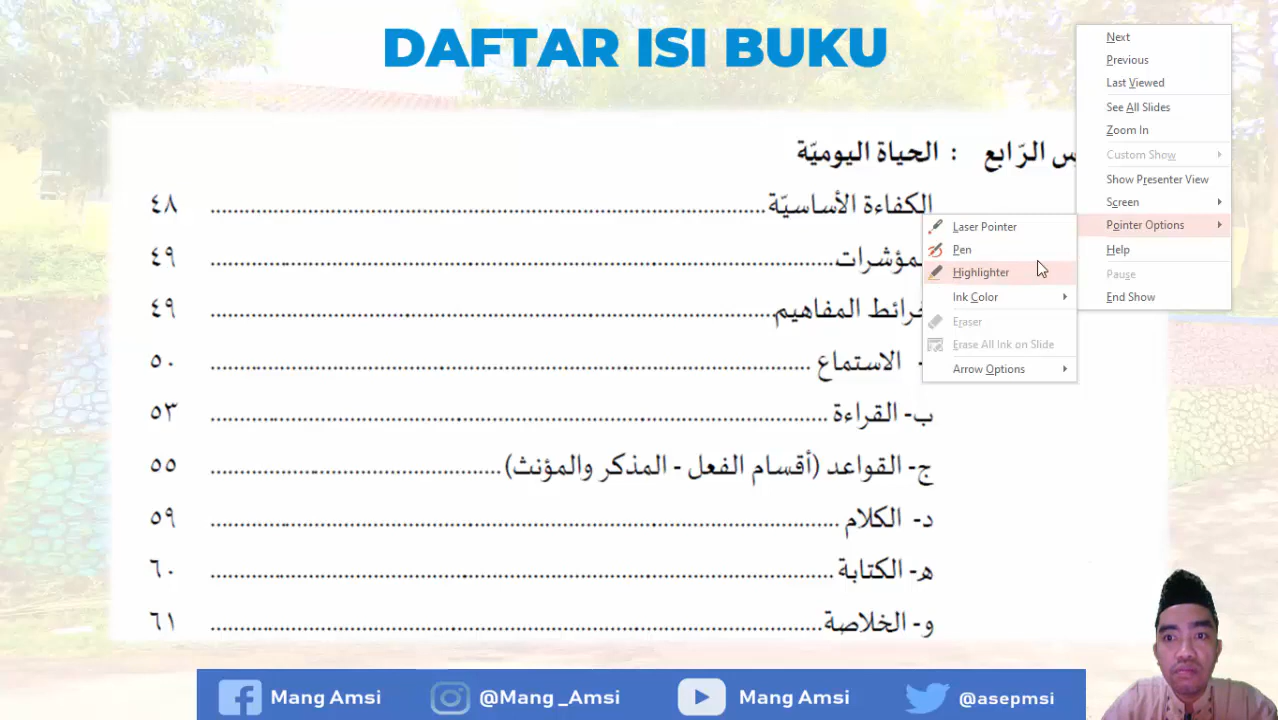 DAFTAR ISI BUKU
س الرّابع : الحياة اليوميّة
الكفاءة الأساسيّة ٤٨
المؤشرات ٤٩
خرائط المفاهيم ٤٩
- الاستماع ٥٠
ب- القراءة ٥٣
ج- القواعد (أقسام الفعل - المذكر والمؤنث) ٥٥
د- الكلام ٥٩
ه- الكتابة ٦٠
و- الخلاصة ٦١
Next
Previous
Last Viewed
See All Slides
Zoom In
Custom Show
Show Presenter View
Screen
Pointer Options
Help
Pause
End Show
Laser Pointer
Pen
Highlighter
Ink Color
Eraser
Erase All Ink on Slide
Arrow Options
Mang Amsi
@Mang_Amsi
Mang Amsi
@asepmsi